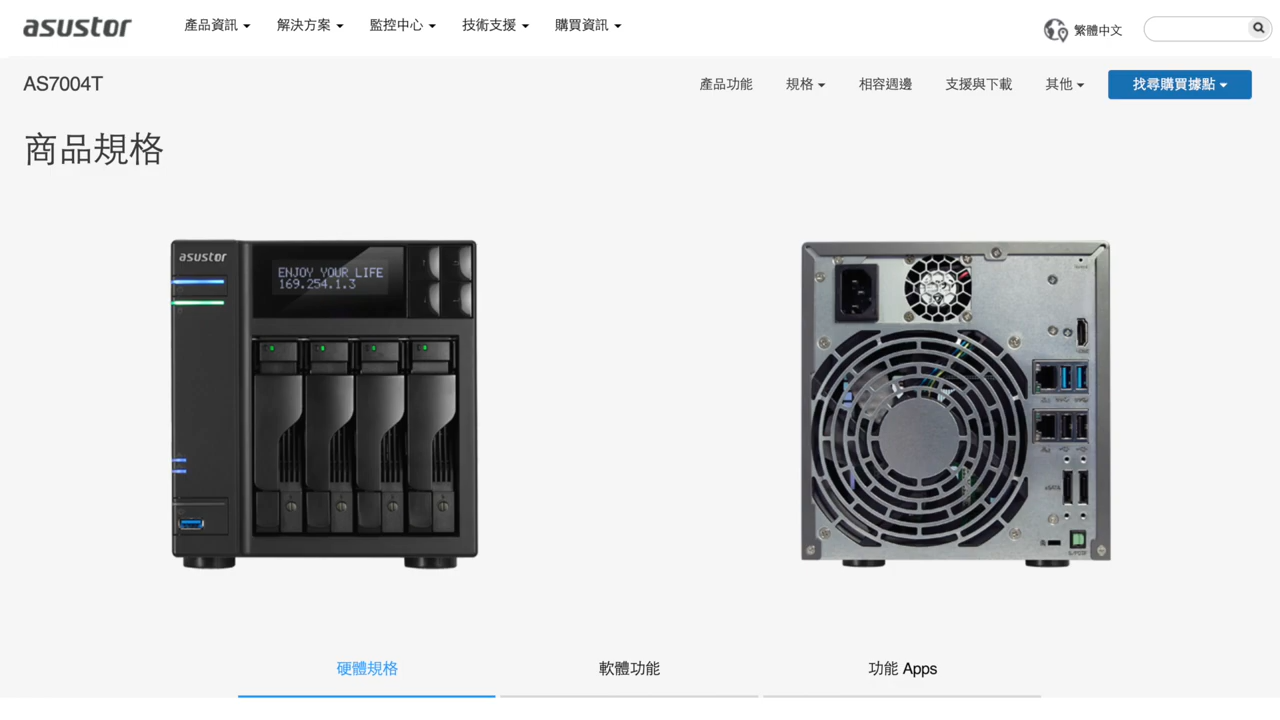 asustor
產品資訊
解決方案
監控中心
技術支援
購買資訊
繁體中文
AS7004T
產品功能
規格
相容週邊
支援與下載
其他
找尋購買據點
商品規格
asustor
ENJOY YOUR LIFE
169.254.1.3
eSATA
硬體規格
軟體功能
功能 Apps